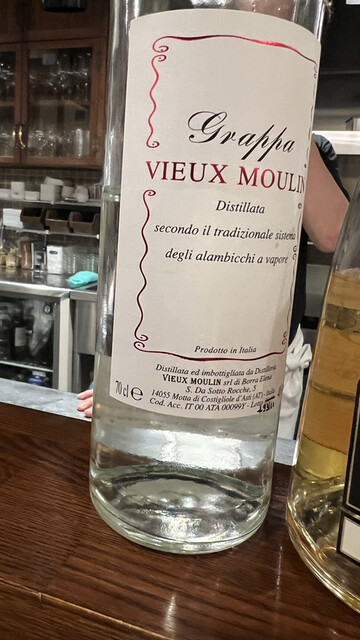 Grappa
VIEUX MOULIN
Distillata
secondo il tradizionale sistema
degli alambicchi a vapore
Prodotto in Italia
Distillata ed imbottigliata da Distilleria
VIEUX MOULIN srl di Borra Elena
S. Da Sotto Rocche, 5
70 cl e 14055 Motta di Costigliole d'Asti (AT) - Italia
Cod. Acc. IT 00 ATA 00099Y -